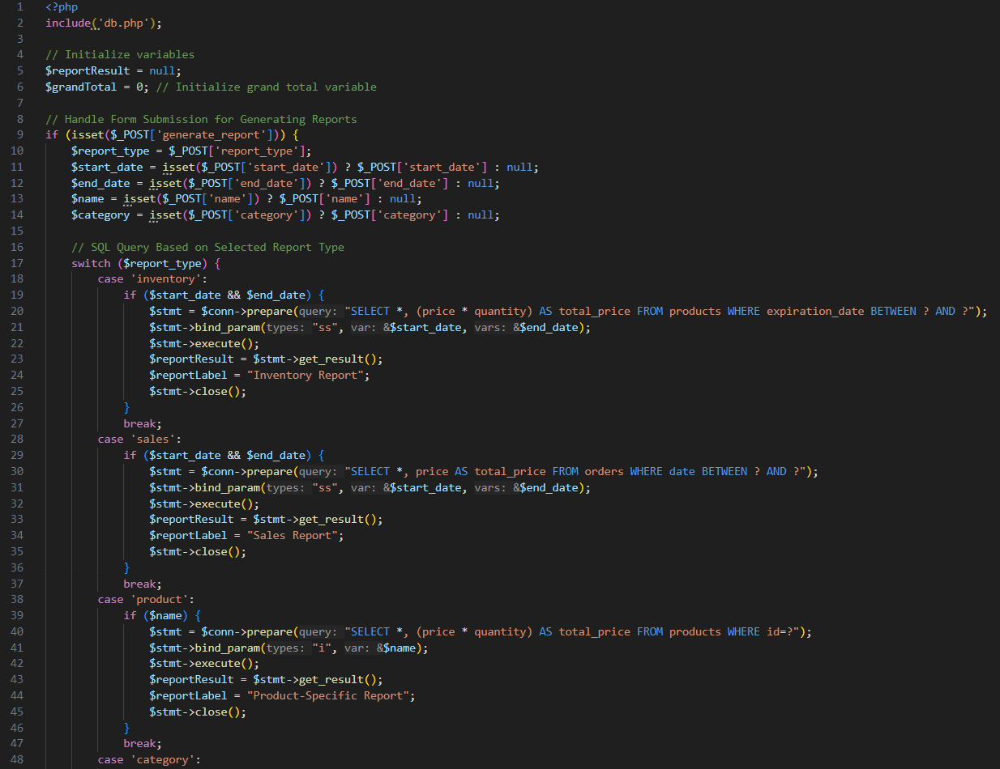 1 <?php
2 include('db.php');
3
4 // Initialize variables
5 $reportResult = null;
6 $grandTotal = 0; // Initialize grand total variable
7
8 // Handle Form Submission for Generating Reports
9 if (isset($_POST['generate_report'])) {
10 $report_type = $_POST['report_type'];
11 $start_date = isset($_POST['start_date']) ? $_POST['start_date'] : null;
12 $end_date = isset($_POST['end_date']) ? $_POST['end_date'] : null;
13 $name = isset($_POST['name']) ? $_POST['name'] : null;
14 $category = isset($_POST['category']) ? $_POST['category'] : null;
15
16 // SQL Query Based on Selected Report Type
17 switch ($report_type) {
18 case 'inventory':
19 if ($start_date && $end_date) {
20 $stmt = $conn->prepare(query: "SELECT *, (price * quantity) AS total_price FROM products WHERE expiration_date BETWEEN ? AND ?");
21 $stmt->bind_param(types: "ss", var: &$start_date, vars: &$end_date);
22 $stmt->execute();
23 $reportResult = $stmt->get_result();
24 $reportLabel = "Inventory Report";
25 $stmt->close();
26 }
27 break;
28 case 'sales':
29 if ($start_date && $end_date) {
30 $stmt = $conn->prepare(query: "SELECT *, price AS total_price FROM orders WHERE date BETWEEN ? AND ?");
31 $stmt->bind_param(types: "ss", var: &$start_date, vars: &$end_date);
32 $stmt->execute();
33 $reportResult = $stmt->get_result();
34 $reportLabel = "Sales Report";
35 $stmt->close();
36 }
37 break;
38 case 'product':
39 if ($name) {
40 $stmt = $conn->prepare(query: "SELECT *, (price * quantity) AS total_price FROM products WHERE id=?");
41 $stmt->bind_param(types: "i", var: &$name);
42 $stmt->execute();
43 $reportResult = $stmt->get_result();
44 $reportLabel = "Product-Specific Report";
45 $stmt->close();
46 }
47 break;
48 case 'category':